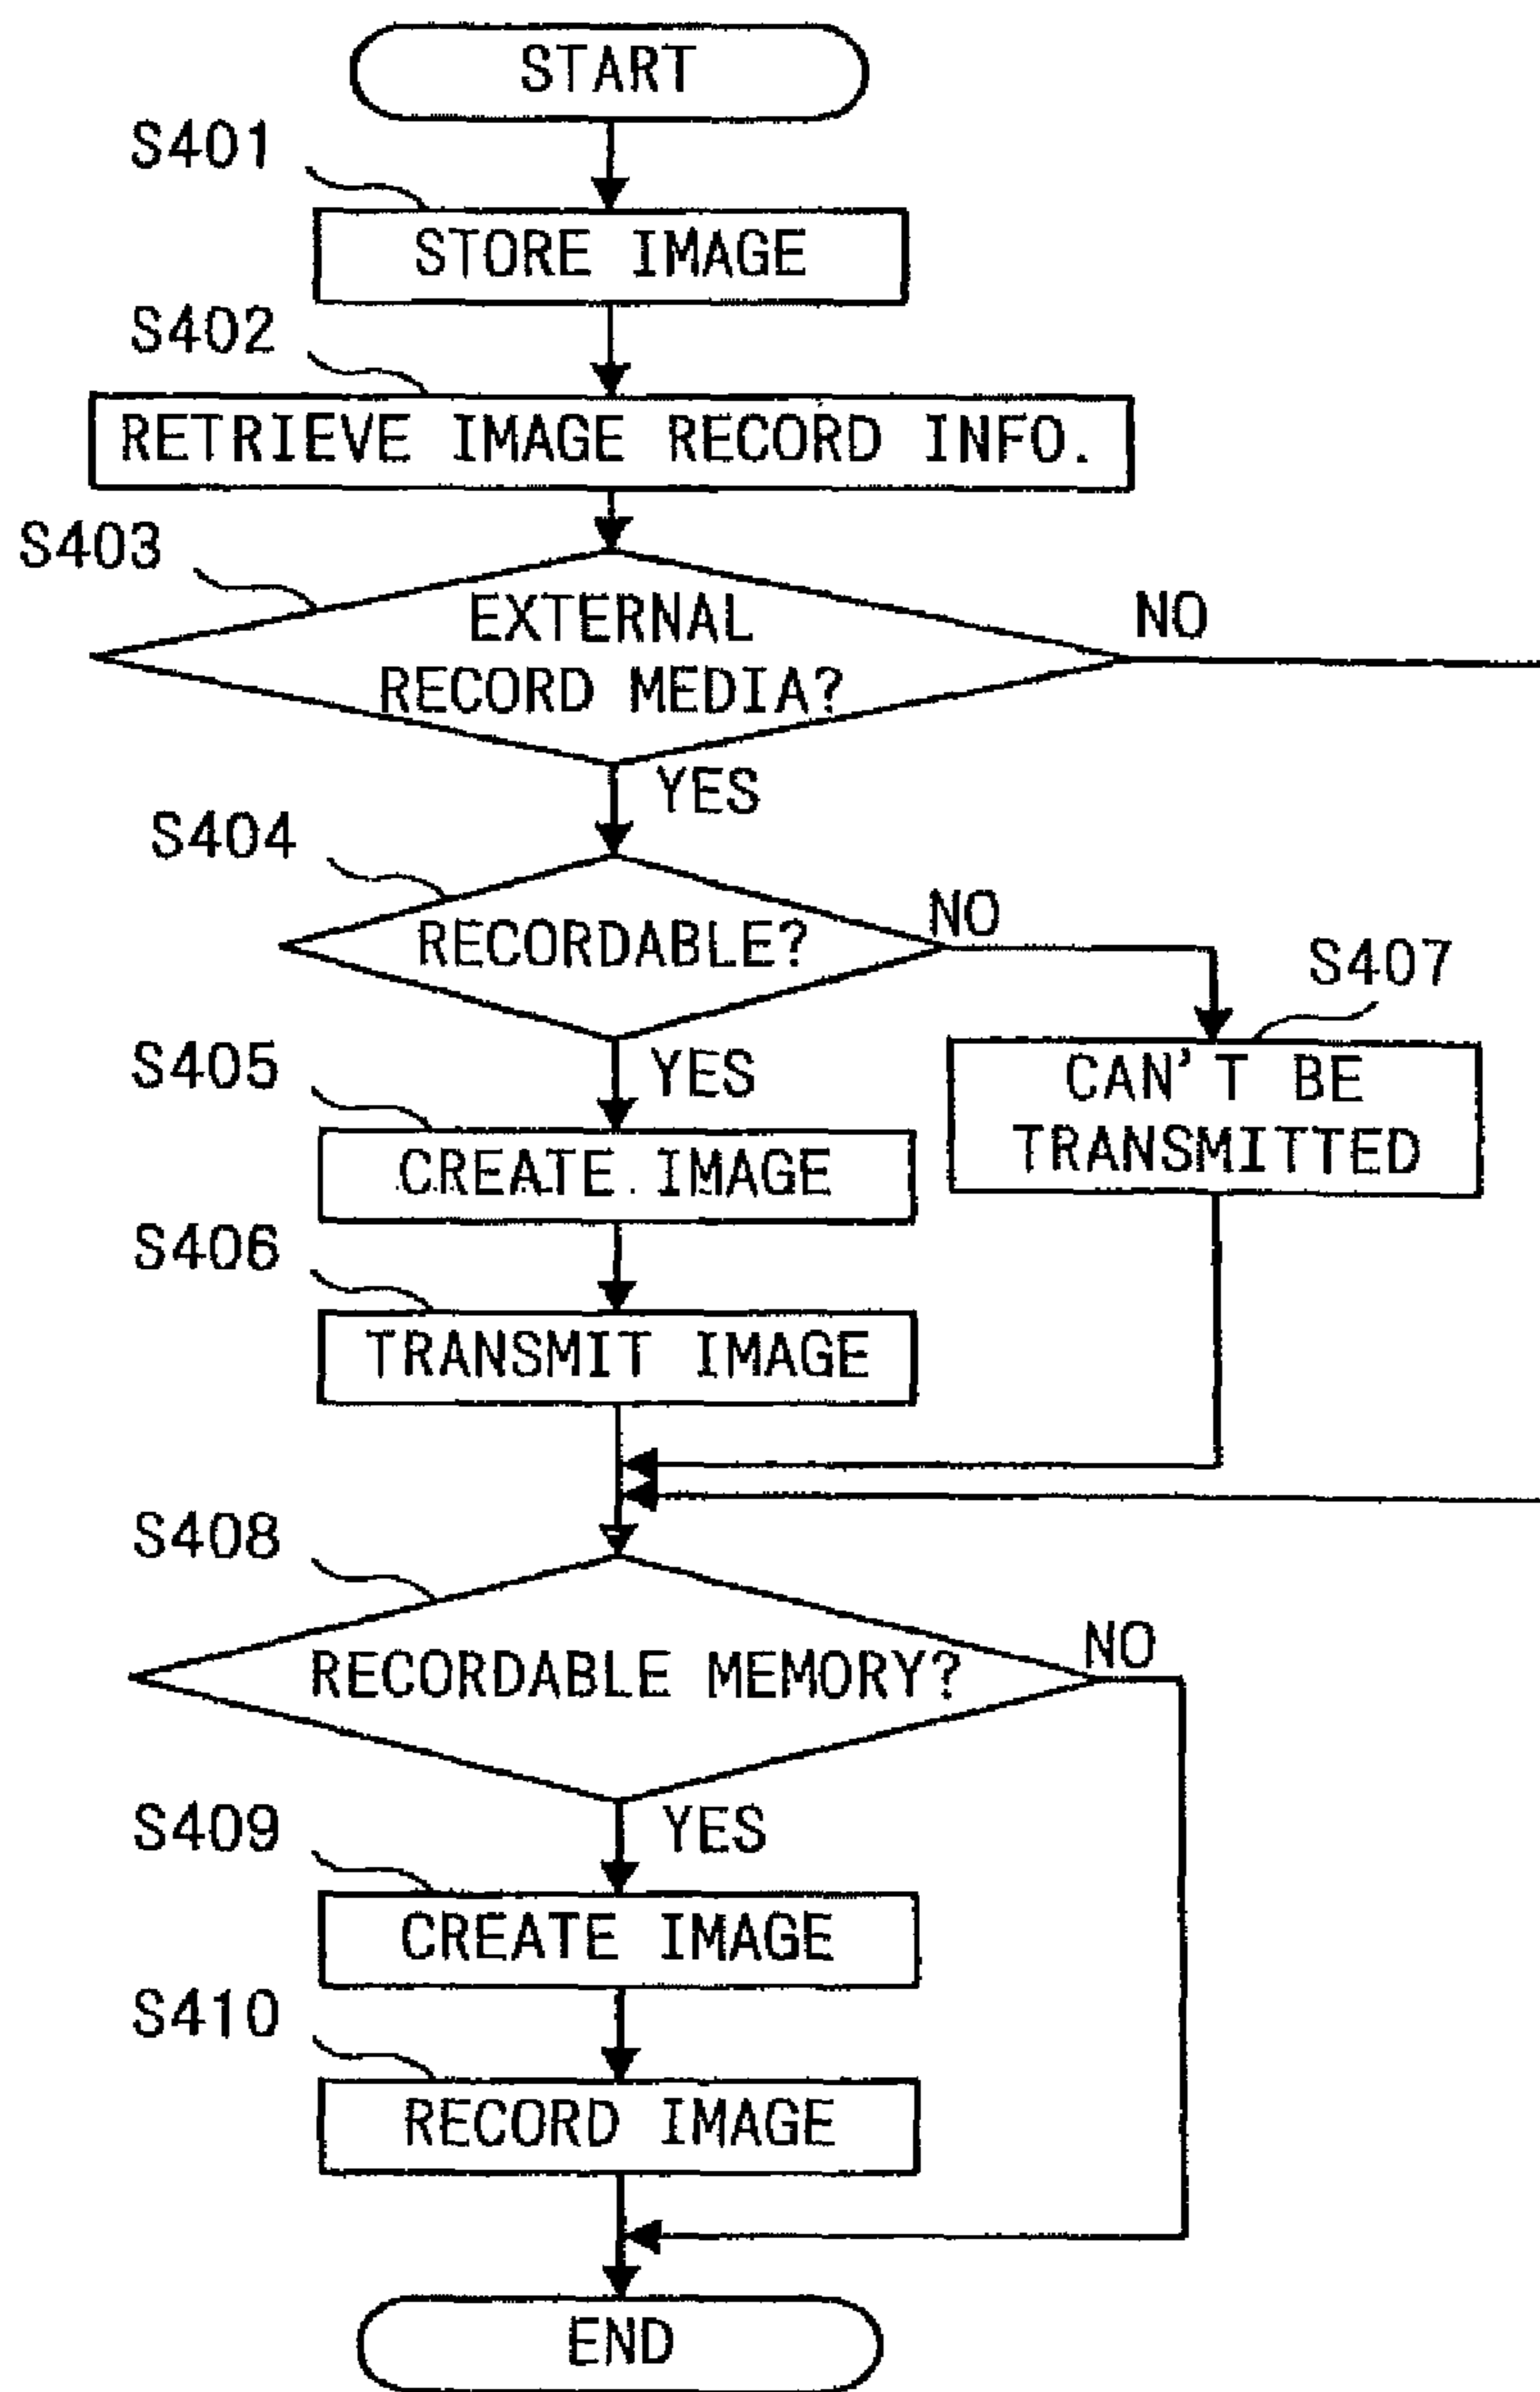 START
S401
STORE IMAGE
S402
RETRIEVE IMAGE RECORD INFO.
S403
EXTERNAL
RECORD MEDIA?
NO
YES
S404
RECORDABLE?
NO
S407
CAN'T BE
TRANSMITTED
YES
S405
CREATE IMAGE
S406
TRANSMIT IMAGE
S408
RECORDABLE MEMORY?
NO
YES
S409
CREATE IMAGE
S410
RECORD IMAGE
END